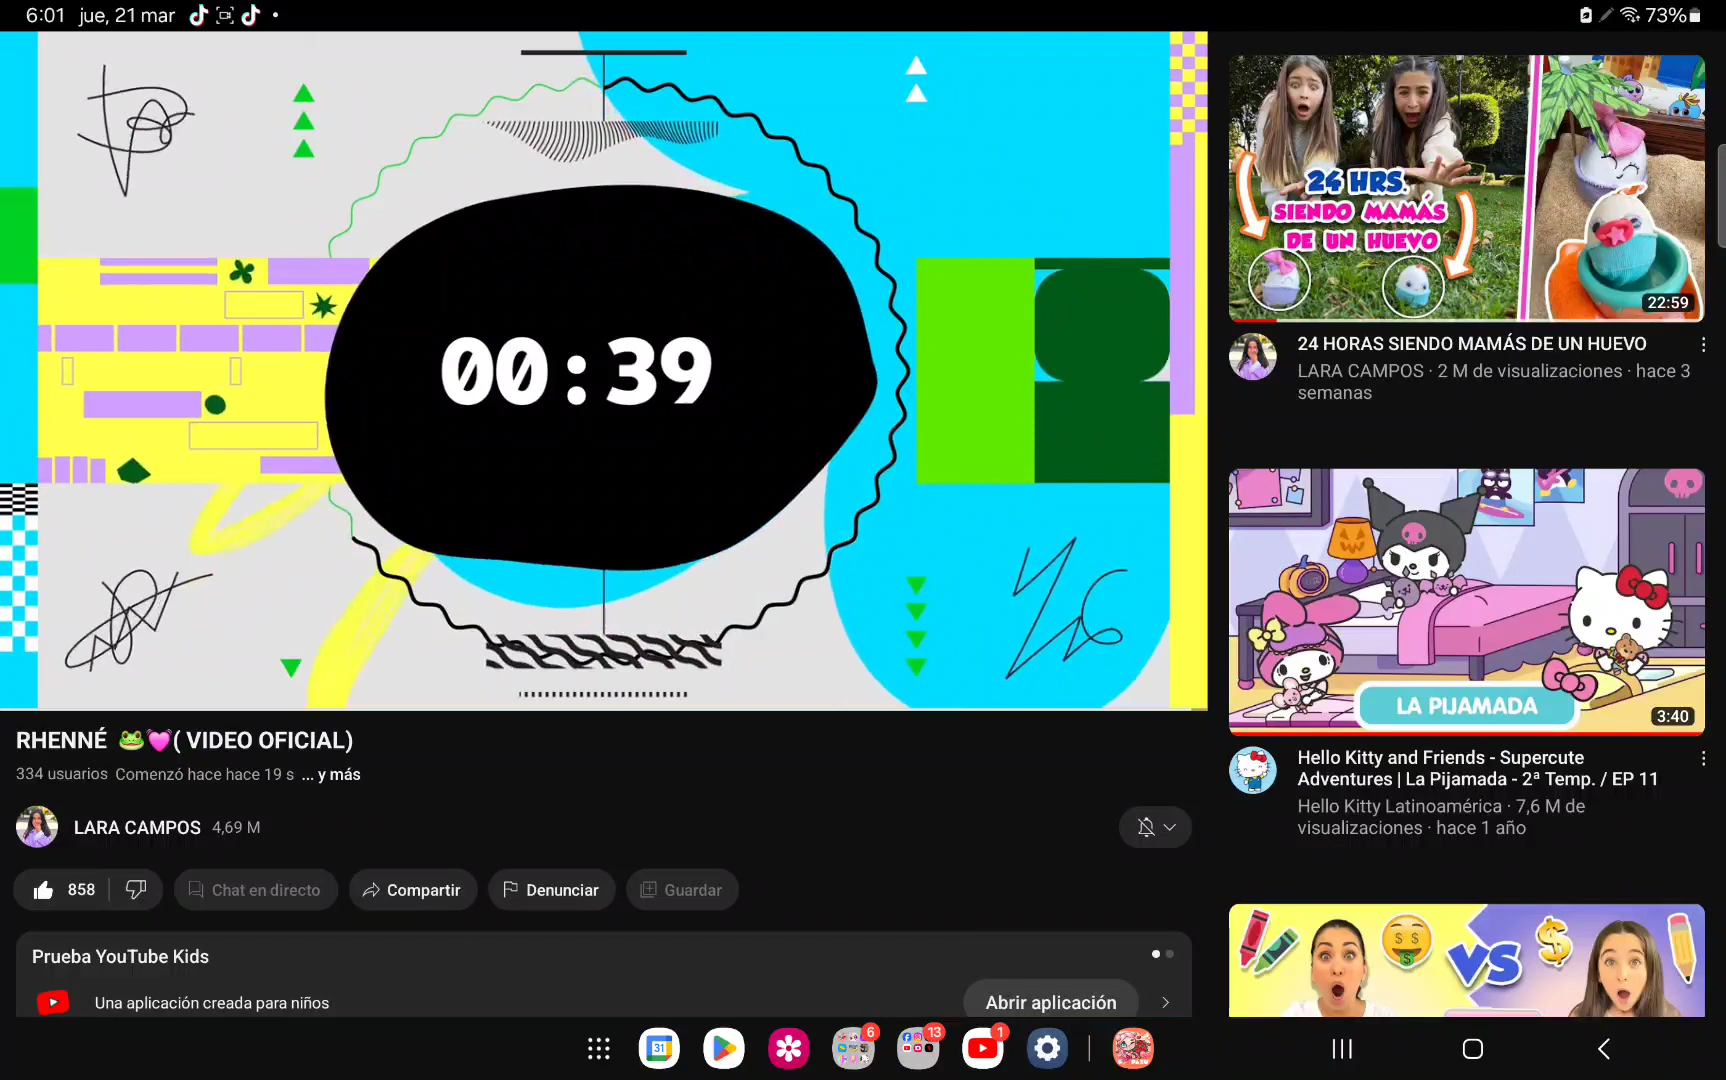 6:01 jue, 21 mar
73%
00:39
RHENNÉ 🐸💓( VIDEO OFICIAL)
334 usuarios Comenzó hace hace 19 s ... y más
LARA CAMPOS 4,69 M
858
Chat en directo
Compartir
Denunciar
Guardar
Prueba YouTube Kids
Una aplicación creada para niños
Abrir aplicación
24 HRS.
SIENDO MAMÁS
DE UN HUEVO
22:59
24 HORAS SIENDO MAMÁS DE UN HUEVO
LARA CAMPOS · 2 M de visualizaciones · hace 3
semanas
LA PIJAMADA
3:40
Hello Kitty and Friends - Supercute
Adventures | La Pijamada - 2ª Temp. / EP 11
Hello Kitty Latinoamérica · 7,6 M de
visualizaciones · hace 1 año
VS
31
6
13
1